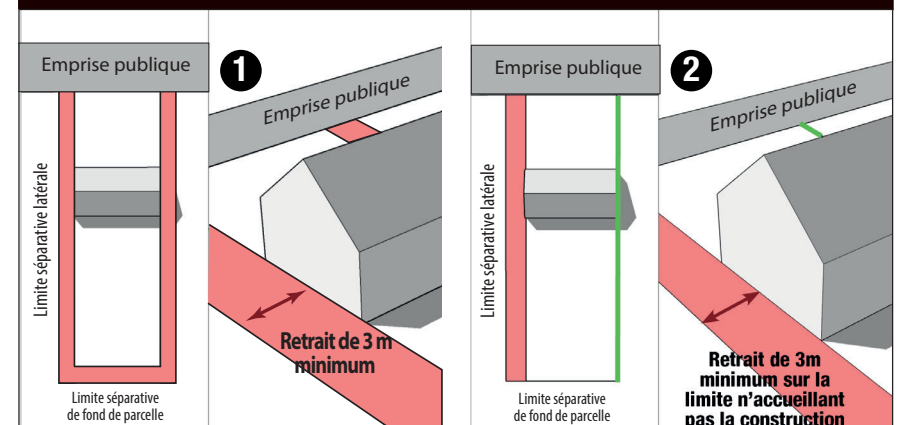 Emprise publique
1
Emprise publique
Limite séparative latérale
Retrait de 3 m
minimum
Limite séparative
de fond de parcelle
Emprise publique
2
Emprise publique
Limite séparative latérale
Retrait de 3m
minimum sur la
limite n'accueillant
pas la construction
Limite séparative
de fond de parcelle